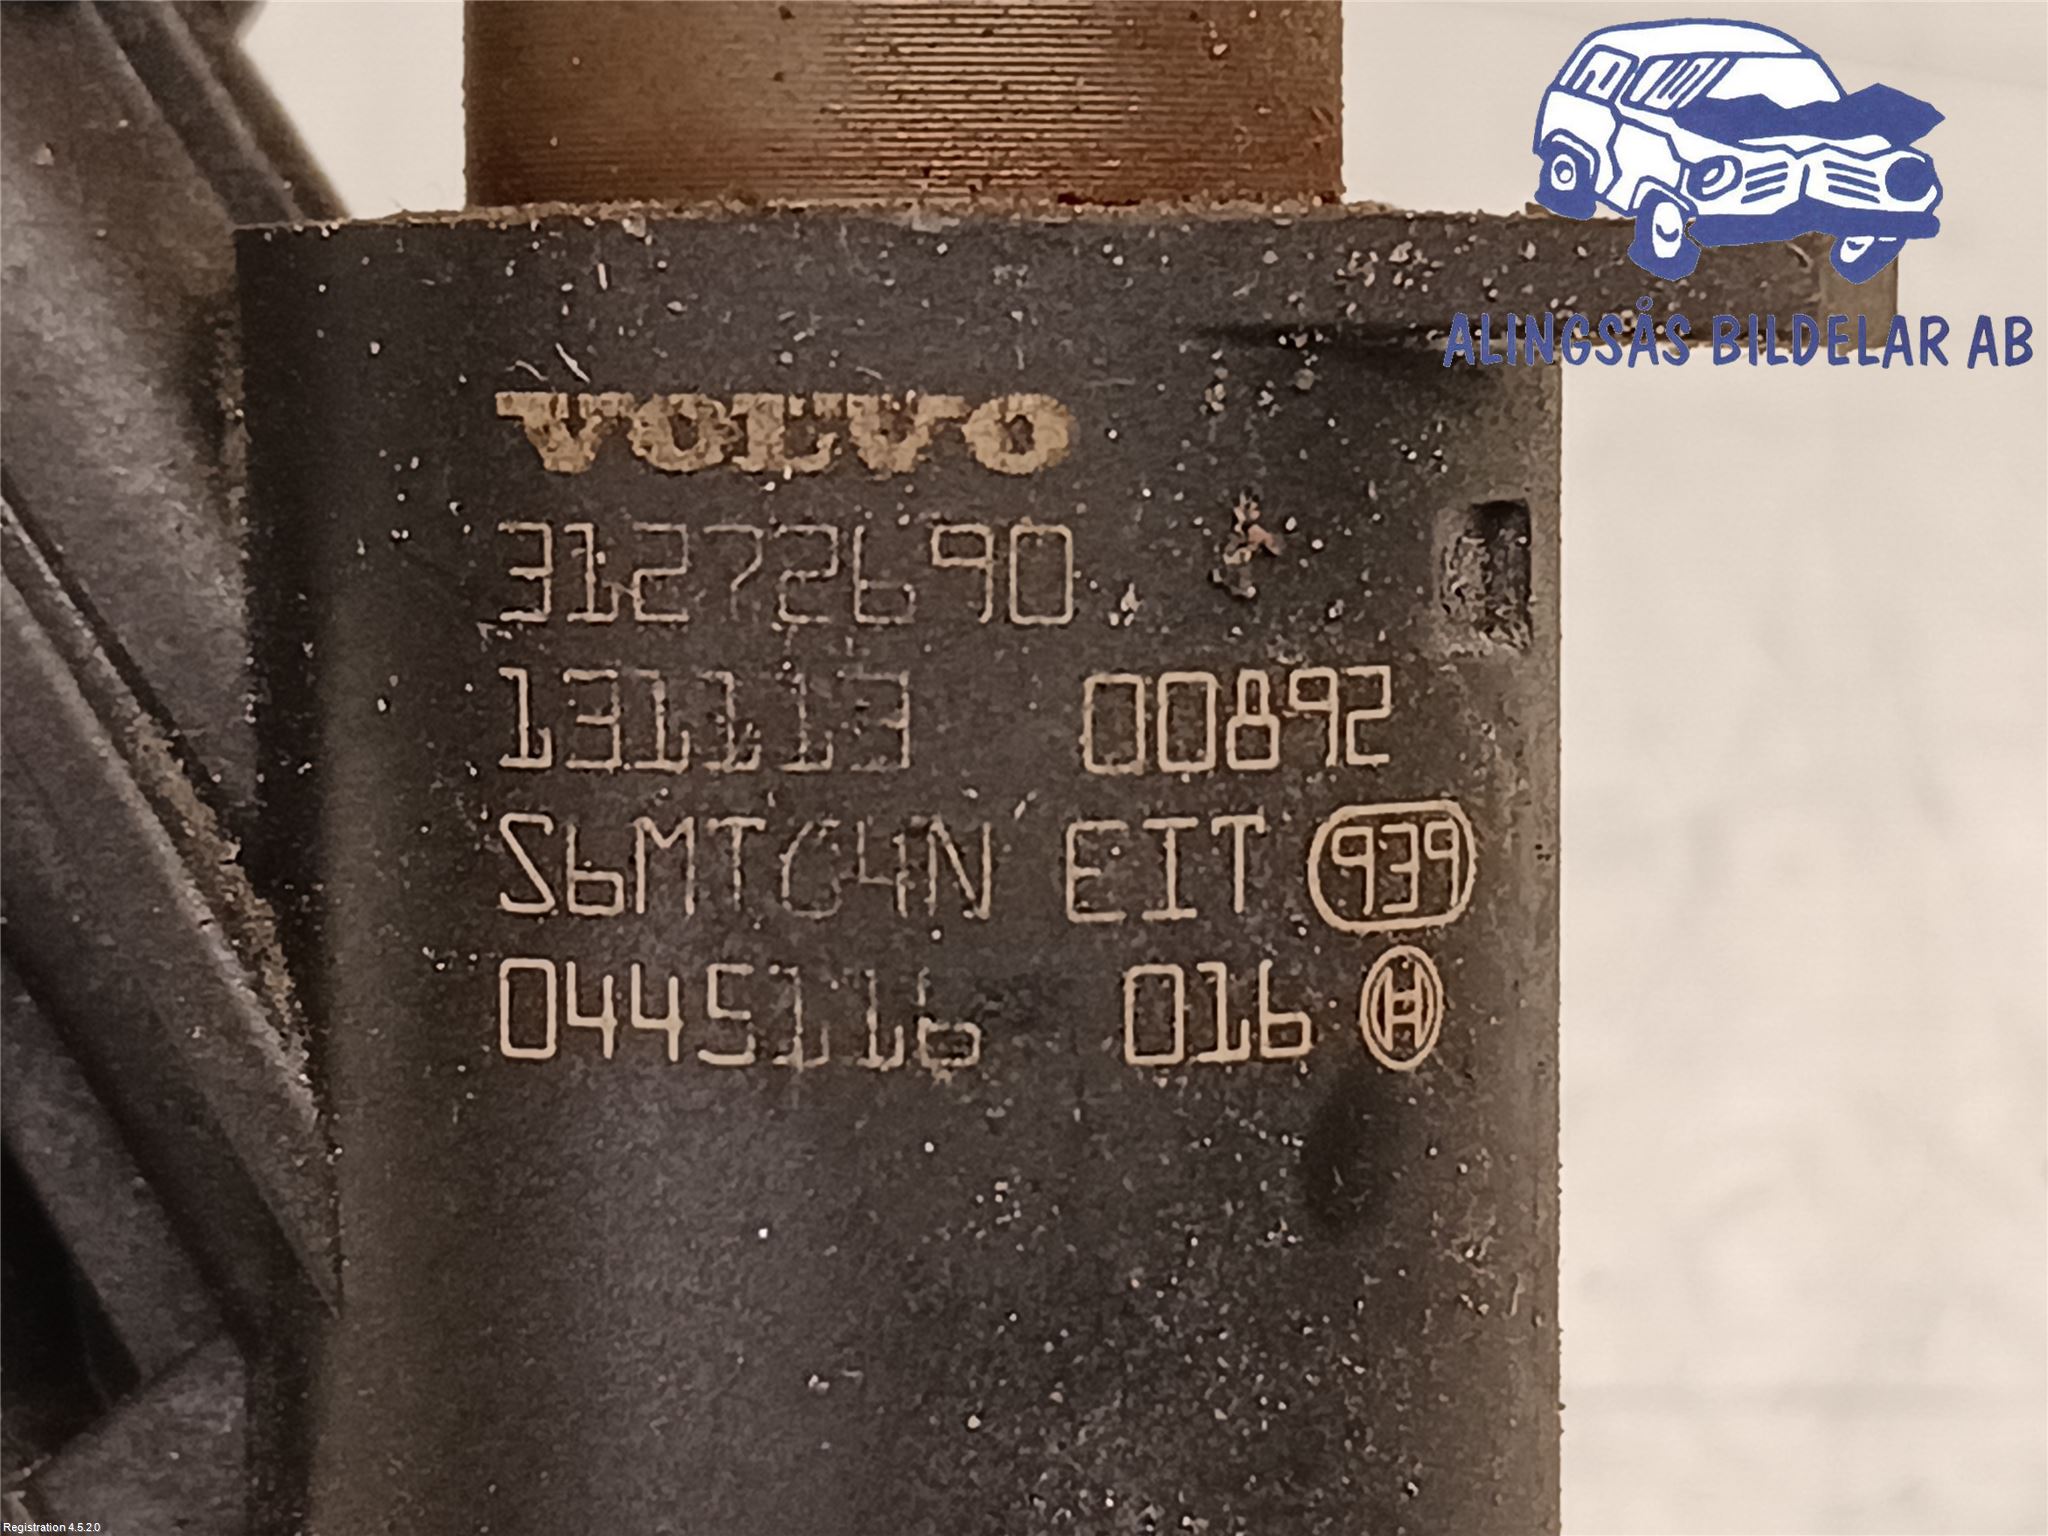 ALINGSÅS BILDELAR AB
VOLVO
31272690
131113 00892
S6MTC4N EIT 939
0445116 016
Registration 4.5.2.0